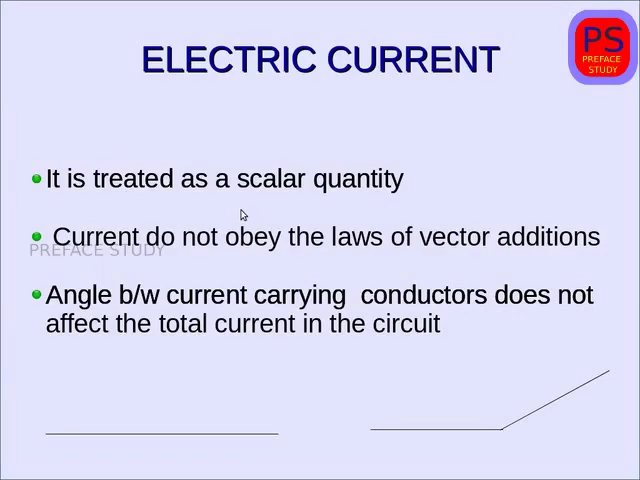 ELECTRIC CURRENT
PS
PREFACE
STUDY
It is treated as a scalar quantity
Current do not obey the laws of vector additions
PREFACE STUDY
Angle b/w current carrying conductors does not
affect the total current in the circuit